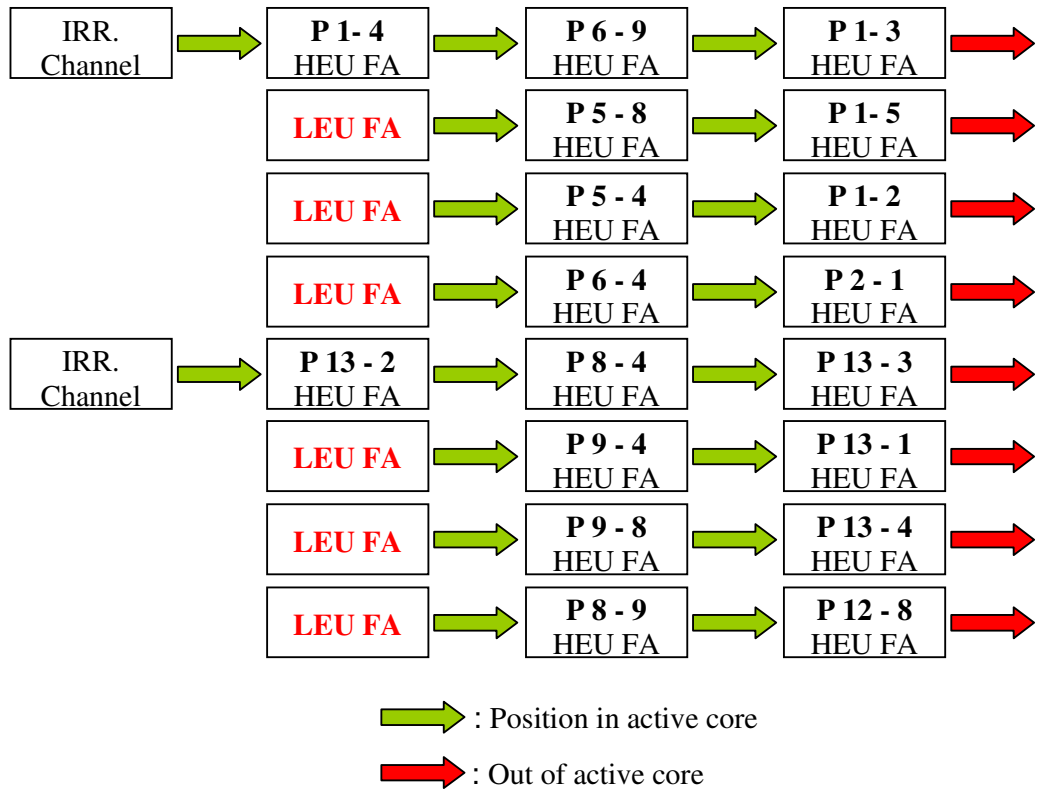 IRR. Channel
P 1- 4 HEU FA
P 6 - 9 HEU FA
P 1- 3 HEU FA
LEU FA
P 5 - 8 HEU FA
P 1- 5 HEU FA
LEU FA
P 5 - 4 HEU FA
P 1- 2 HEU FA
LEU FA
P 6 - 4 HEU FA
P 2 - 1 HEU FA
IRR. Channel
P 13 - 2 HEU FA
P 8 - 4 HEU FA
P 13 - 3 HEU FA
LEU FA
P 9 - 4 HEU FA
P 13 - 1 HEU FA
LEU FA
P 9 - 8 HEU FA
P 13 - 4 HEU FA
LEU FA
P 8 - 9 HEU FA
P 12 - 8 HEU FA
: Position in active core
: Out of active core